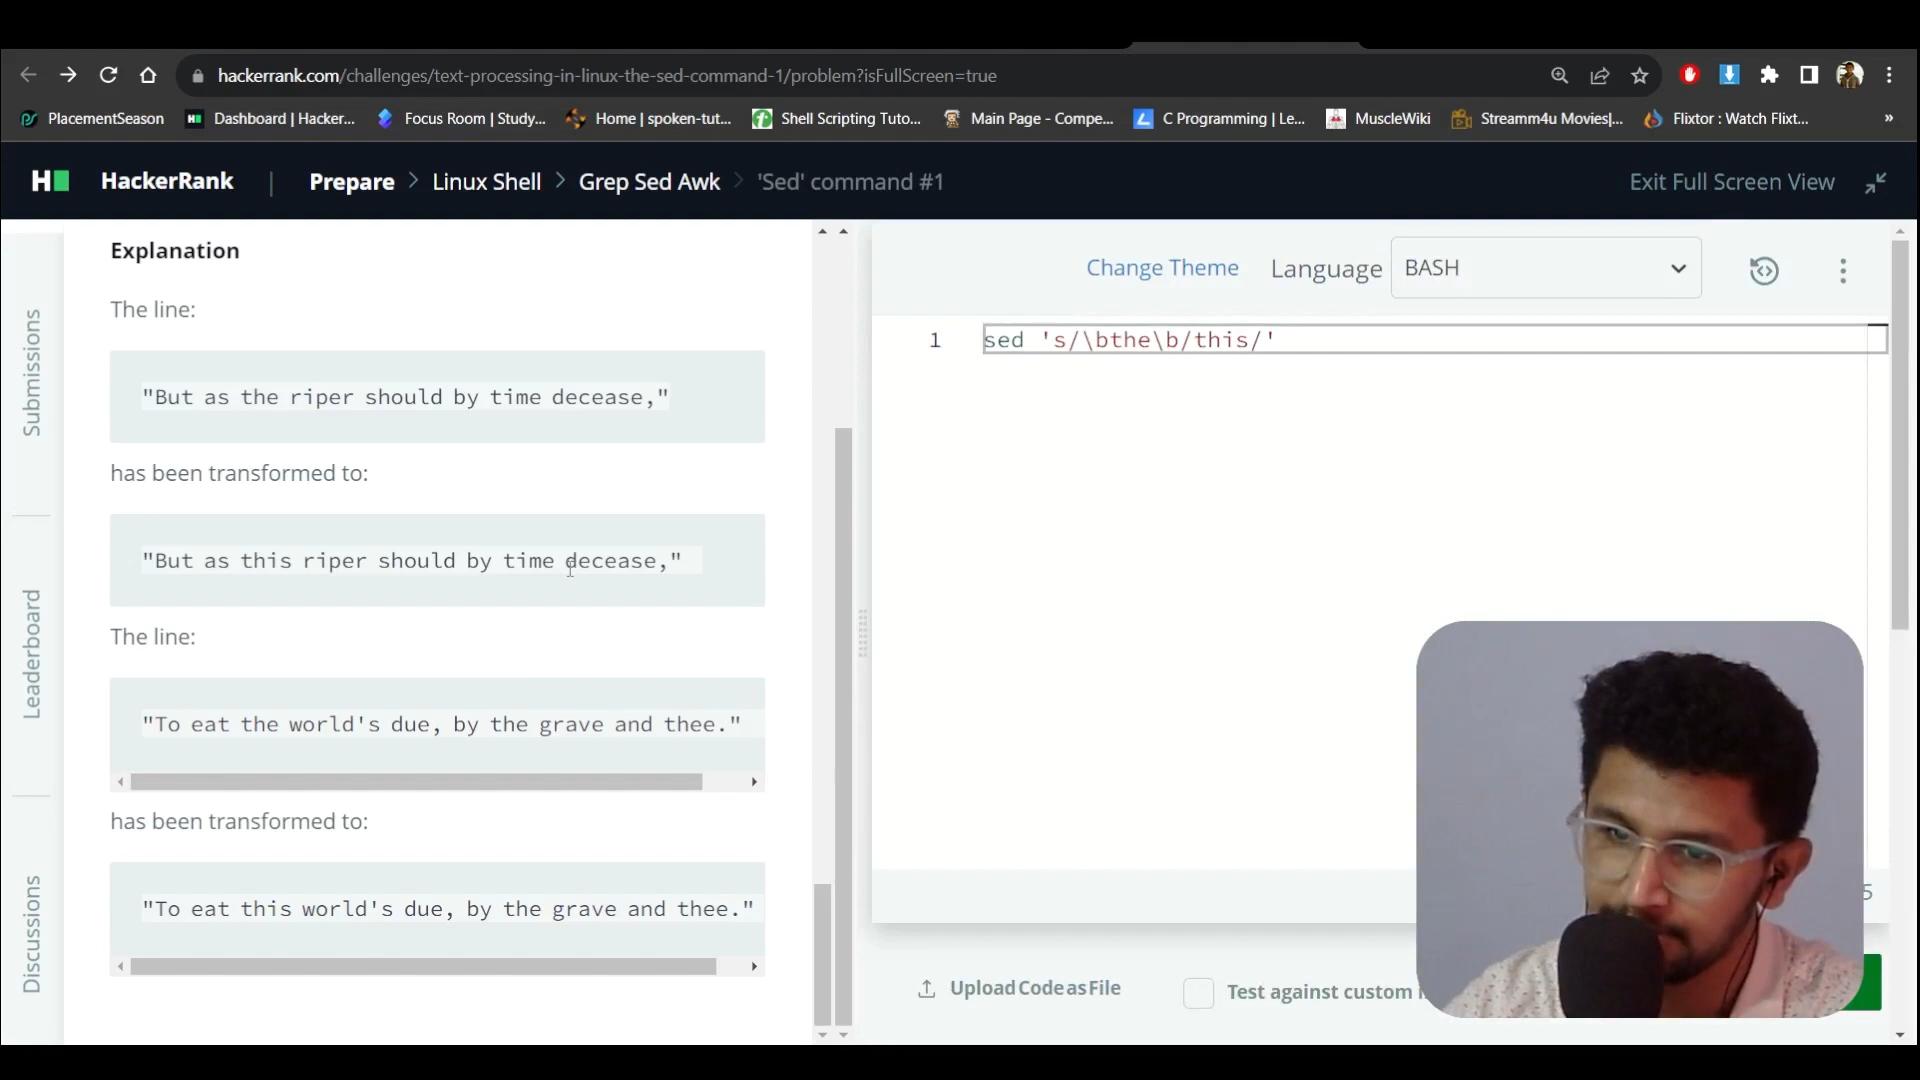 hackerrank.com/challenges/text-processing-in-linux-the-sed-command-1/problem?isFullScreen=true
PlacementSeason
Dashboard | Hacker...
Focus Room | Study...
Home | spoken-tut...
Shell Scripting Tuto...
Main Page - Compe...
C Programming | Le...
MuscleWiki
Streamm4u Movies|...
Flixtor : Watch Flixt...
»
H
HackerRank | Prepare > Linux Shell > Grep Sed Awk > 'Sed' command #1
Exit Full Screen View
Submissions
Leaderboard
Discussions
Explanation
The line:
"But as the riper should by time decease,"
has been transformed to:
"But as this riper should by time decease,"
The line:
"To eat the world's due, by the grave and thee."
has been transformed to:
"To eat this world's due, by the grave and thee."
Change Theme
Language
BASH
1
sed 's/\bthe\b/this/'
5
Upload Code as File
Test against custom